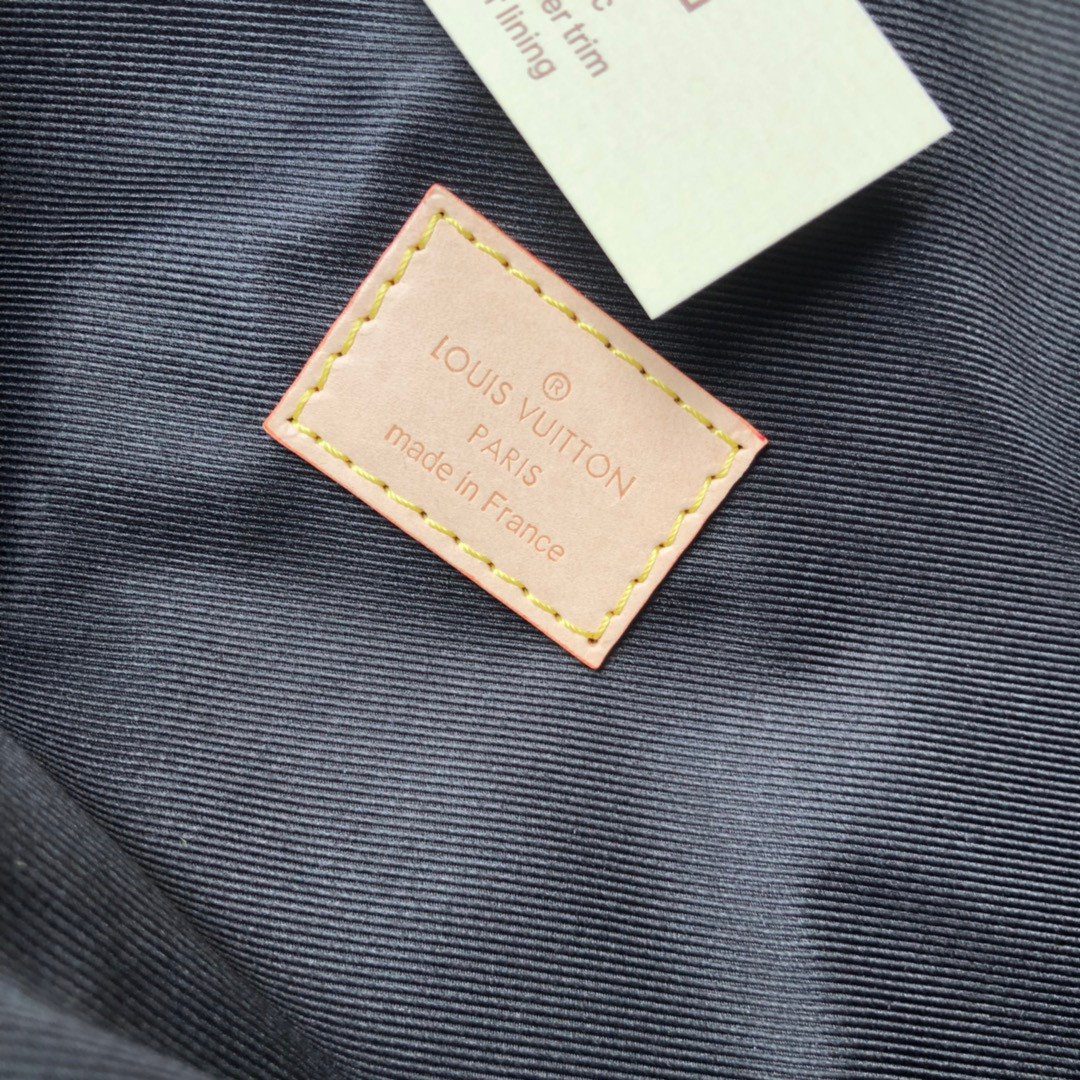 er trim
lining
®
LOUIS VUITTON
PARIS
made in France